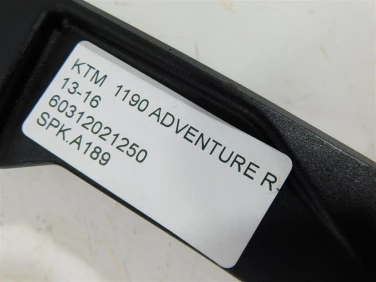 KTM 1190 ADVENTURE R-
13-16
60312021250
SPK.A189